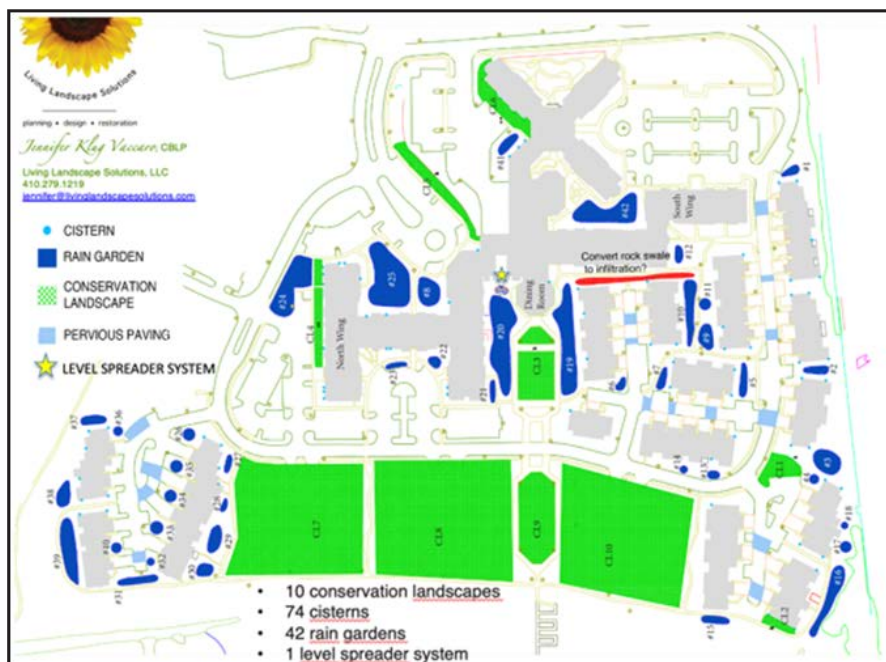 Living Landscape Solutions
planning • design • restoration
Jennifer Klug Vaccaro, CBLP
Living Landscape Solutions, LLC
410.279.1219
jennifer@livinglandscapesolutions.com
CISTERN
RAIN GARDEN
CONSERVATION
LANDSCAPE
PERVIOUS PAVING
LEVEL SPREADER SYSTEM
#41
#42
South
Wing
#1
#12
Convert rock swale
to infiltration?
#24
#25
#8
CL4
North Wing
#22
#23
#20
#21
Dining
Room
CL3
#19
#10
#11
#9
#6
#7
#5
#2
#14
#13
CL1
#3
#4
#18
#17
#16
CL2
#15
#37
#36
#35
#34
#33
#32
#38
#39
#40
#31
#30
#29
#28
CL7
CL8
CL9
CL10
• 10 conservation landscapes
• 74 cisterns
• 42 rain gardens
• 1 level spreader system